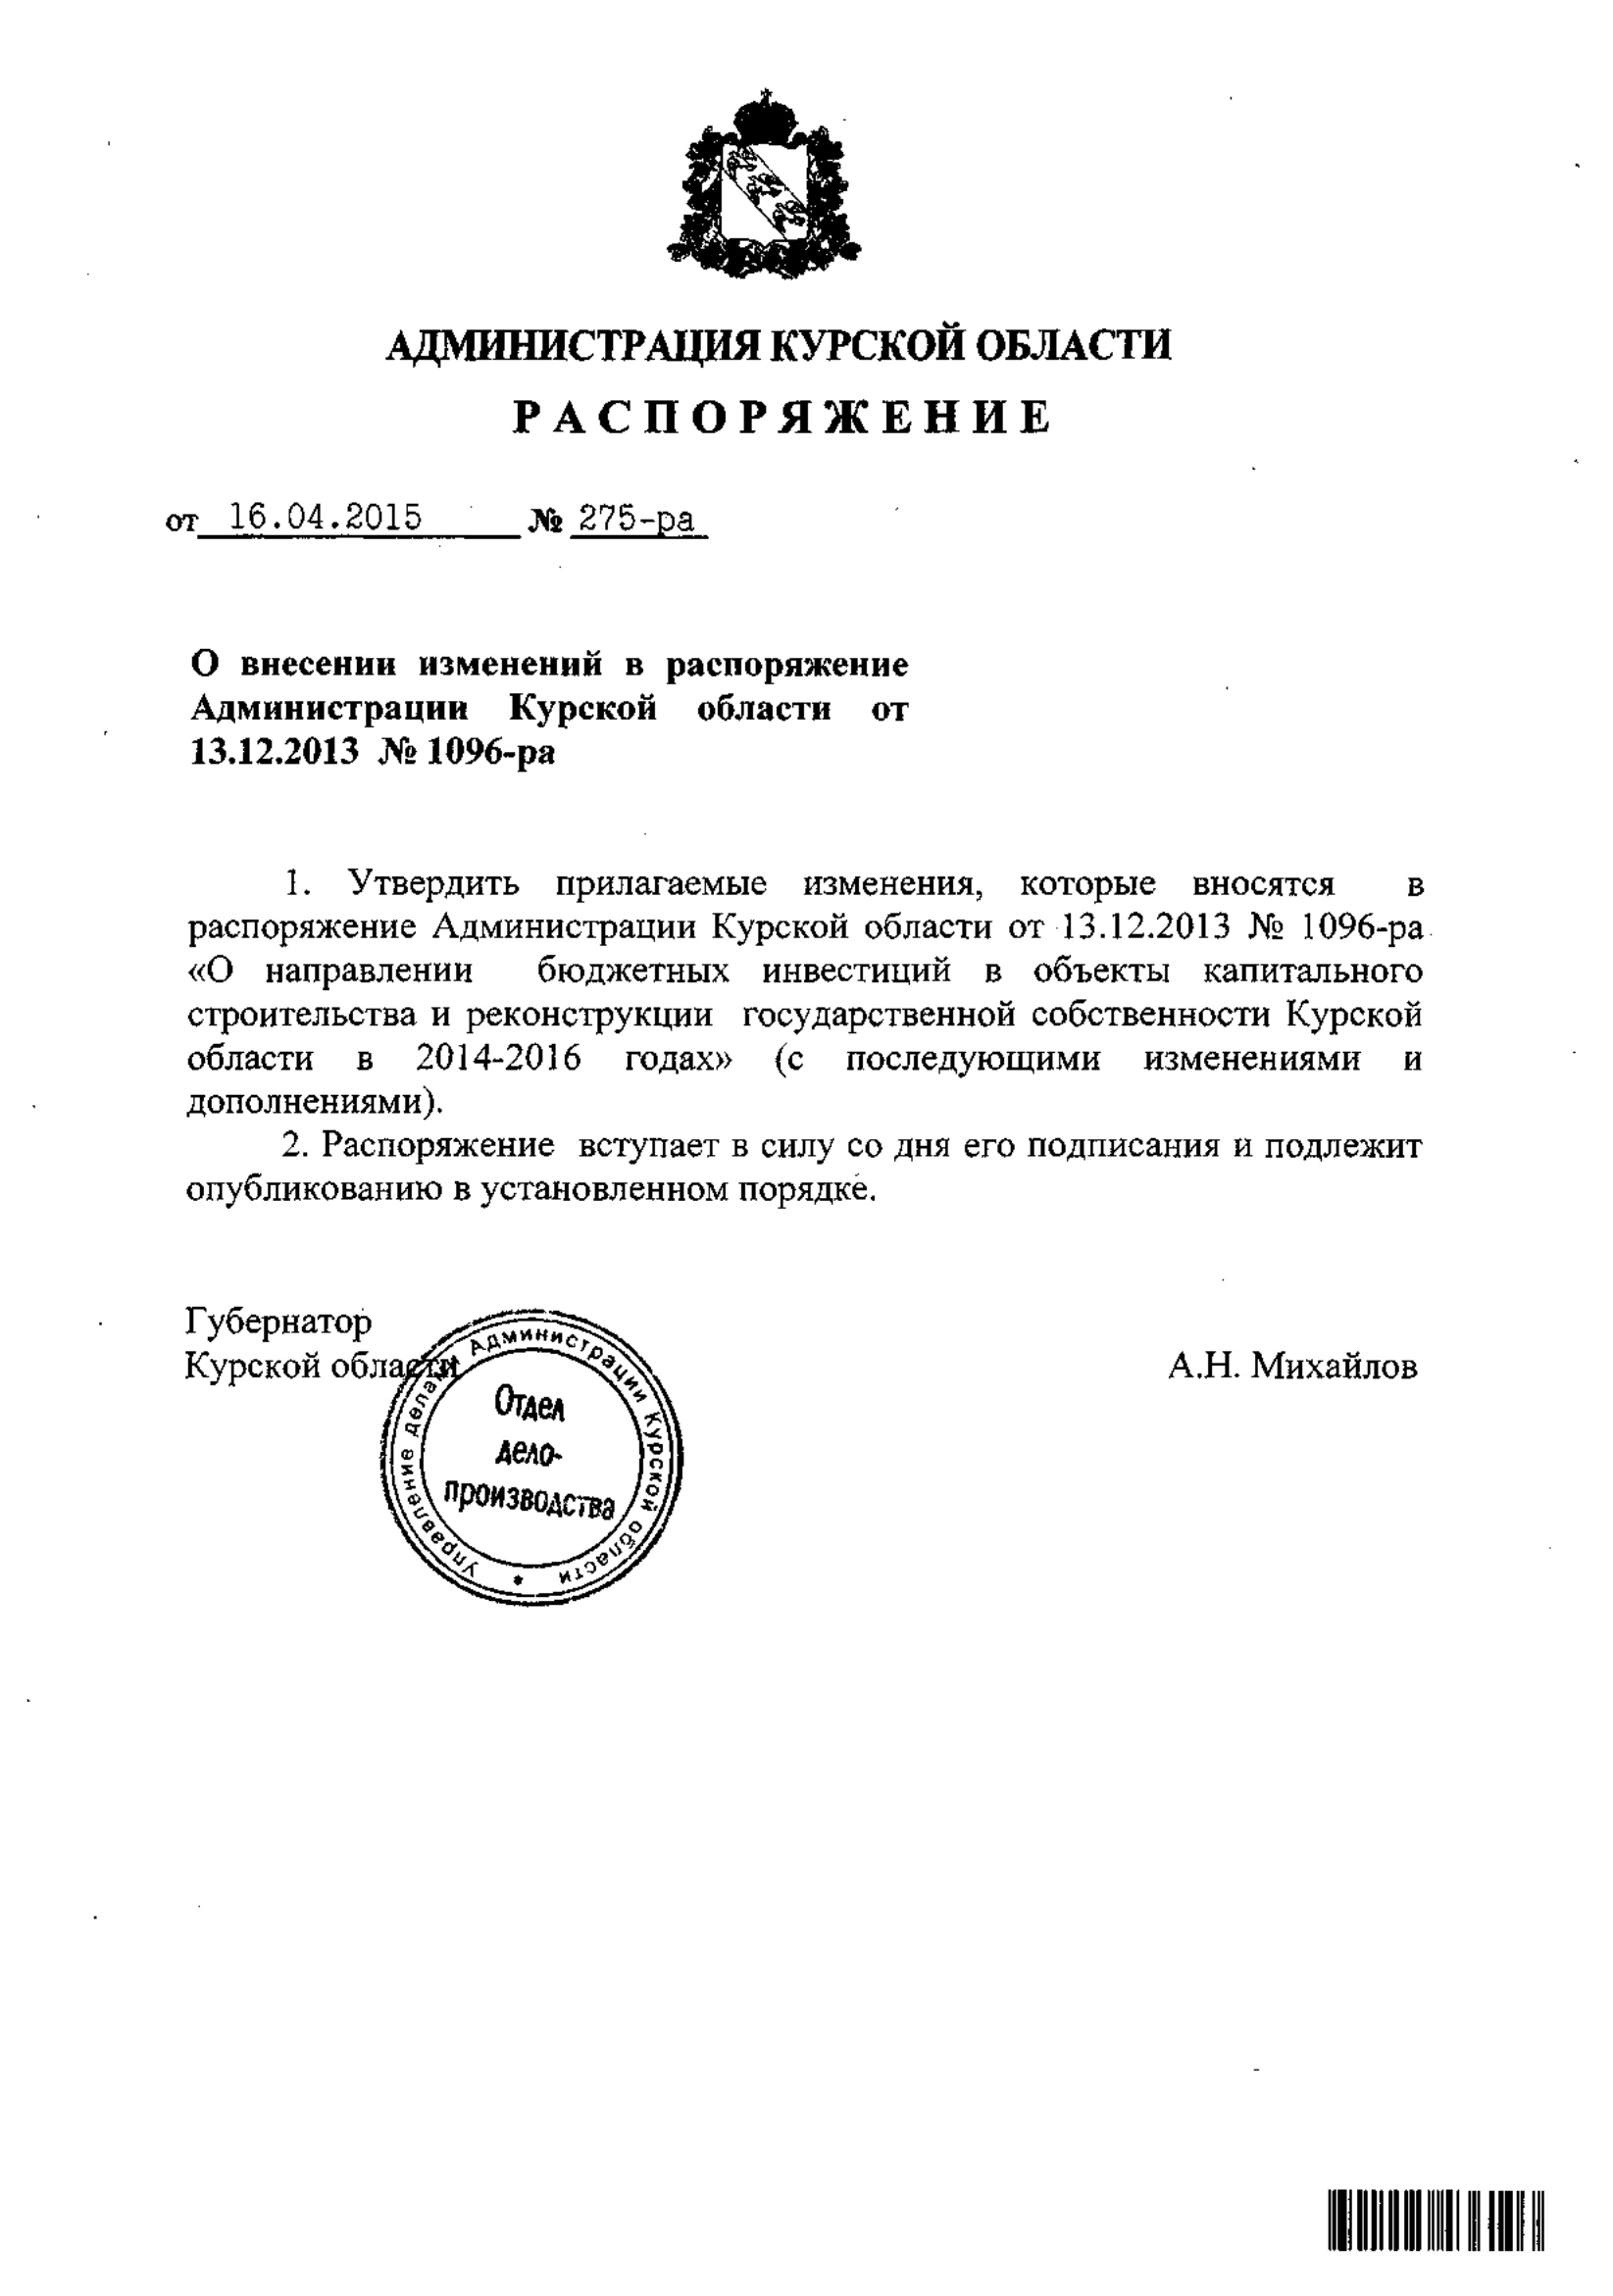 АДМИНИСТРАЦИЯ КУРСКОЙ ОБЛАСТИ
РАСПОРЯЖЕНИЕ
от 16.04.2015 № 275-ра
О внесении изменений в распоряжение
Администрации Курской области от
13.12.2013 № 1096-ра
1. Утвердить прилагаемые изменения, которые вносятся в
распоряжение Администрации Курской области от 13.12.2013 № 1096-ра
«О направлении бюджетных инвестиций в объекты капитального
строительства и реконструкции государственной собственности Курской
области в 2014-2016 годах» (с последующими изменениями и
дополнениями).
2. Распоряжение вступает в силу со дня его подписания и подлежит
опубликованию в установленном порядке.
Губернатор
Курской области
А.Н. Михайлов
Управление делами Администрации Курской области
Отдел
дело-
производства